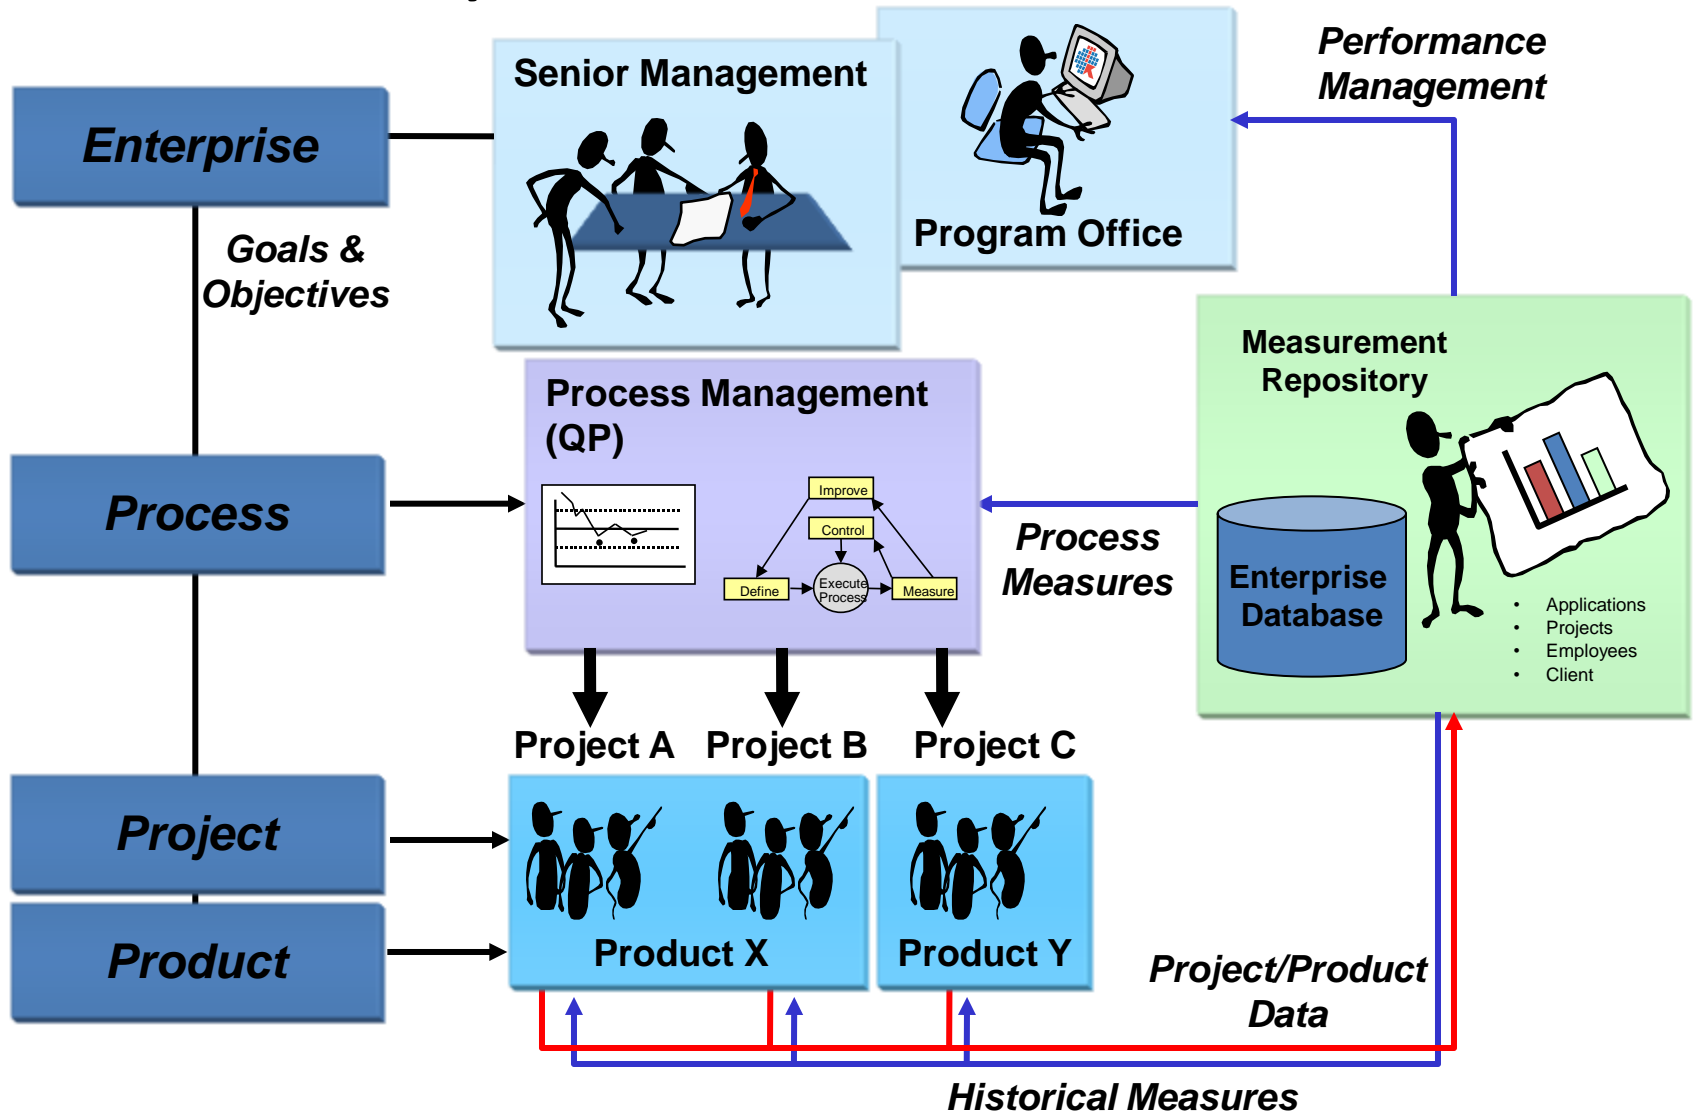 Senior Management
Performance
Management
Enterprise
Program Office
Goals &
Objectives
Measurement
Repository
Process Management
(QP)
Improve
Control
Process
Define
Execute
Process
Measure
Process
Measures
Enterprise
Database
• Applications
• Projects
• Employees
• Client
Project A
Project B
Project C
Project
Product
Product X
Product Y
Project/Product
Data
Historical Measures